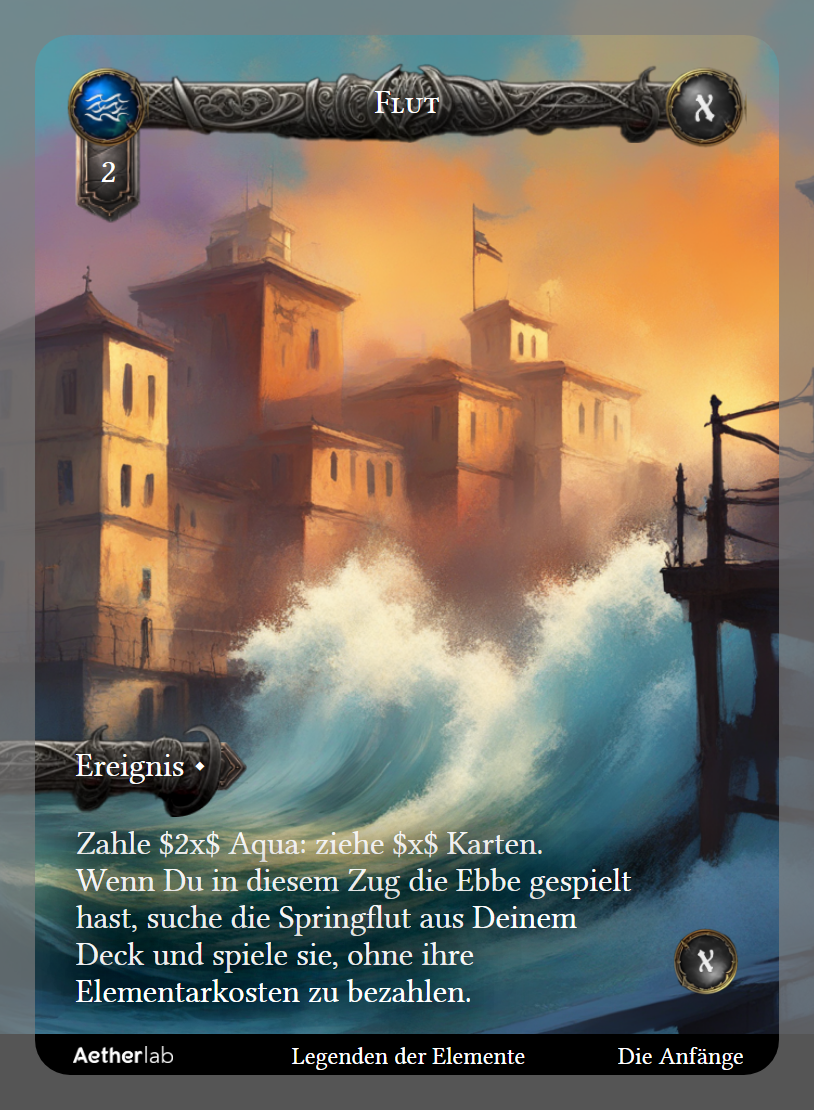 Flut
2
Ereignis •
Zahle $2x$ Aqua: ziehe $x$ Karten.
Wenn Du in diesem Zug die Ebbe gespielt
hast, suche die Springflut aus Deinem
Deck und spiele sie, ohne ihre
Elementarkosten zu bezahlen.
Aetherlab Legenden der Elemente Die Anfänge